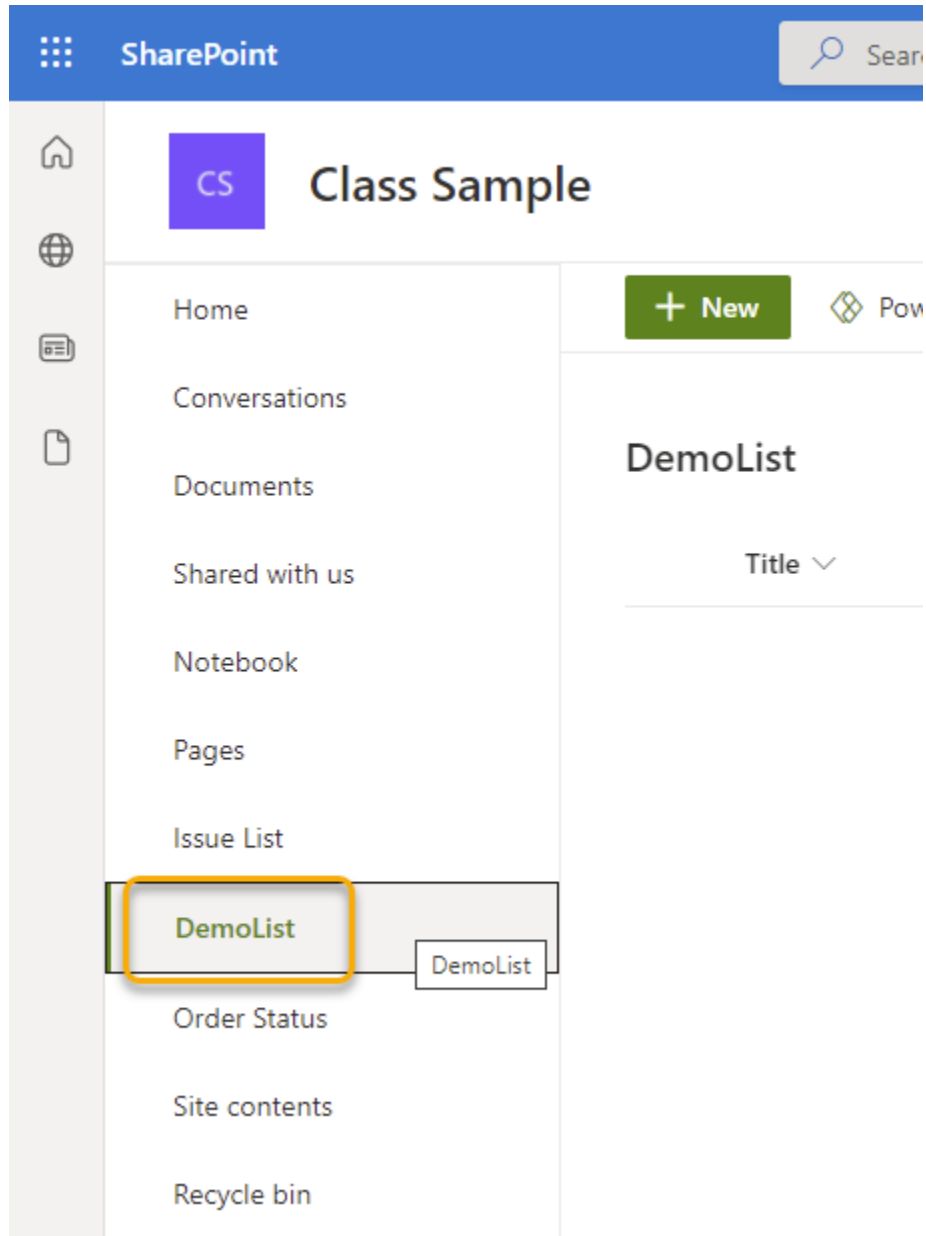 SharePoint
CS
Class Sample
Home
Conversations
Documents
Shared with us
Notebook
Pages
Issue List
DemoList
DemoList
Order Status
Site contents
Recycle bin
+ New
DemoList
Title